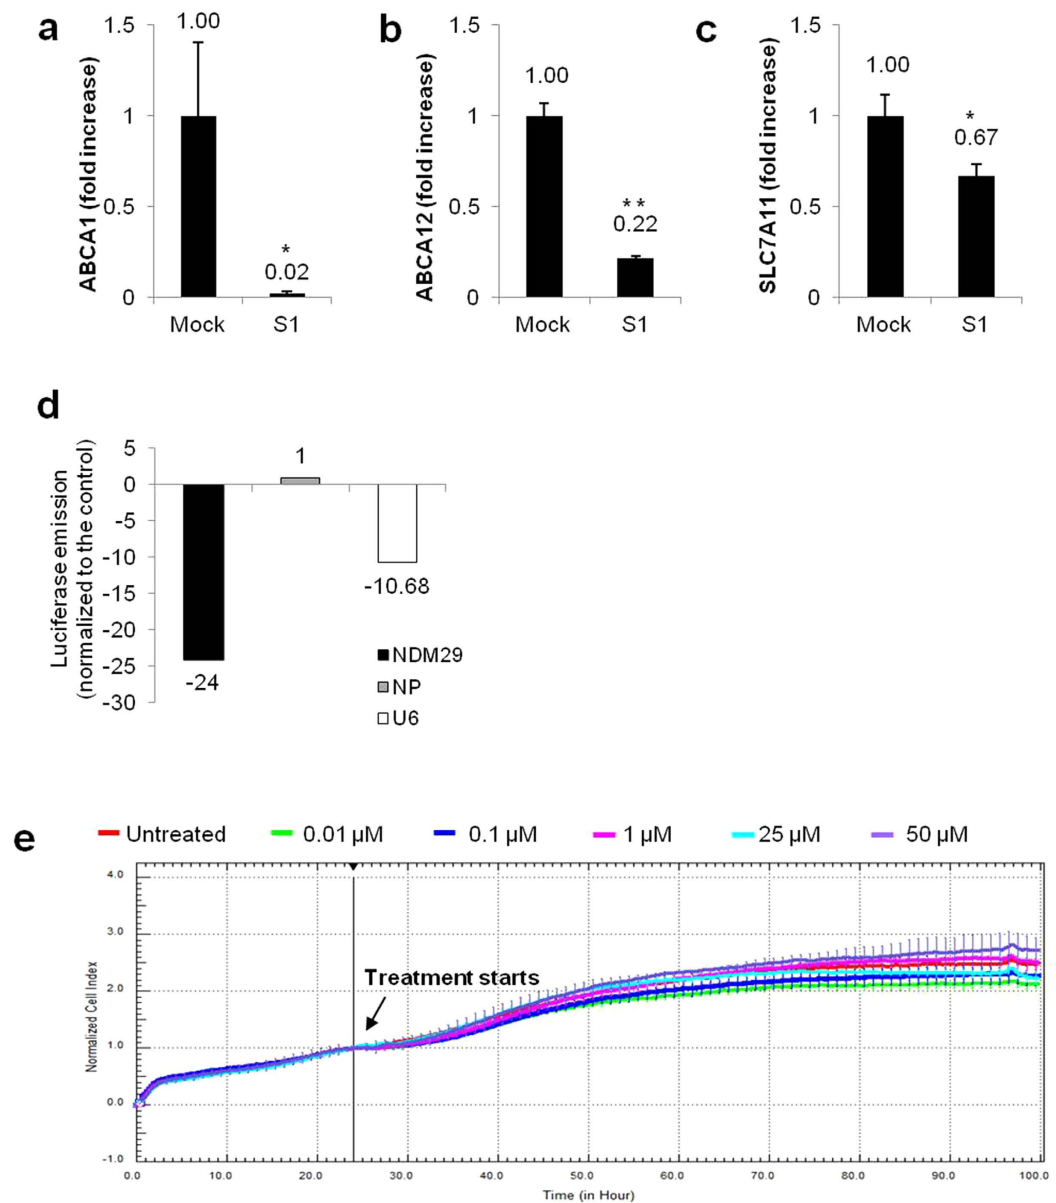 a
ABCA1 (fold increase)
1.5
1
0.5
0
1.00
*
0.02
Mock S1
b
ABCA12 (fold increase)
1.5
1
0.5
0
1.00
**
0.22
Mock S1
c
SLC7A11 (fold increase)
1.5
1
0.5
0
1.00
*
0.67
Mock S1
d
Luciferase emission
(normalized to the control)
5
0
-5
-10
-15
-20
-25
-30
1
-10.68
-24
NDM29
NP
U6
e
Untreated 0.01 µM 0.1 µM 1 µM 25 µM 50 µM
Normalized Cell Index
4.0
3.0
2.0
1.0
0.0
-1.0
Treatment starts
0.0 10.0 20.0 30.0 40.0 50.0 60.0 70.0 80.0 90.0 100.0
Time (in Hour)